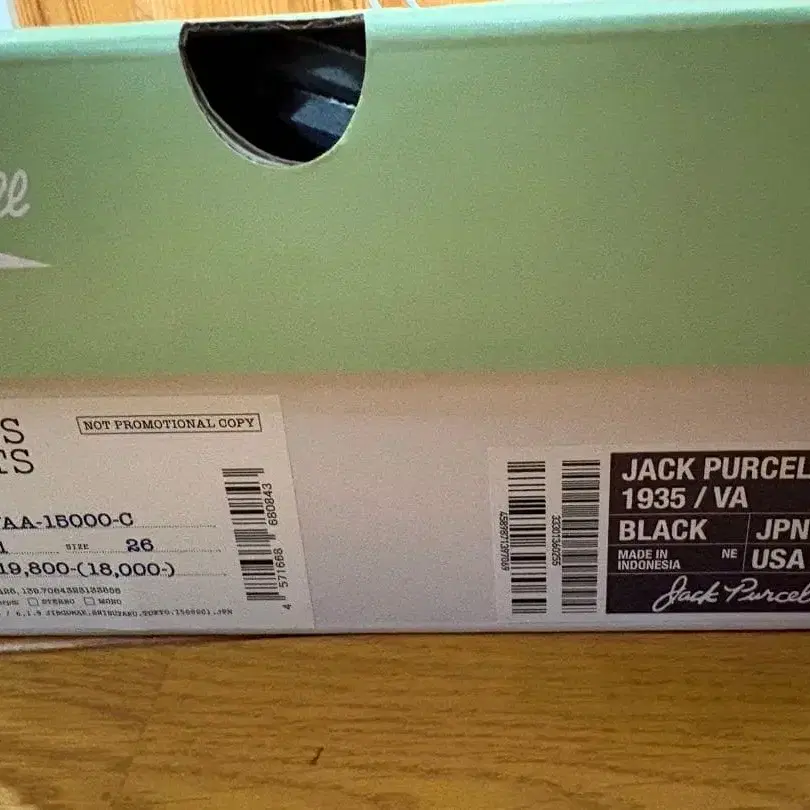 ll
S
TS
NOT PROMOTIONAL COPY
AA-15000-C
SIZE 26
19,800-(18,000-)
STEREO MONO
4 571668 680843
JACK PURCEL
1935 / VA
BLACK JPN
MADE IN
INDONESIA
NE USA
Jack Purcel